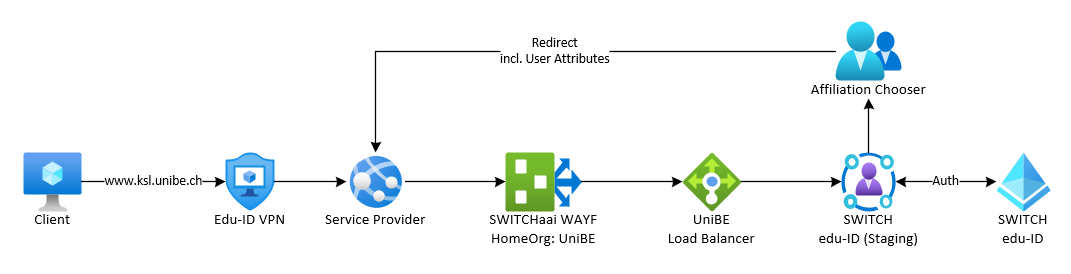 Redirect
incl. User Attributes
Affiliation Chooser
www.ksl.unibe.ch
Auth
Client
Edu-ID VPN
Service Provider
SWITCHaai WAYF
HomeOrg: UniBE
UniBE
Load Balancer
SWITCH
edu-ID (Staging)
SWITCH
edu-ID